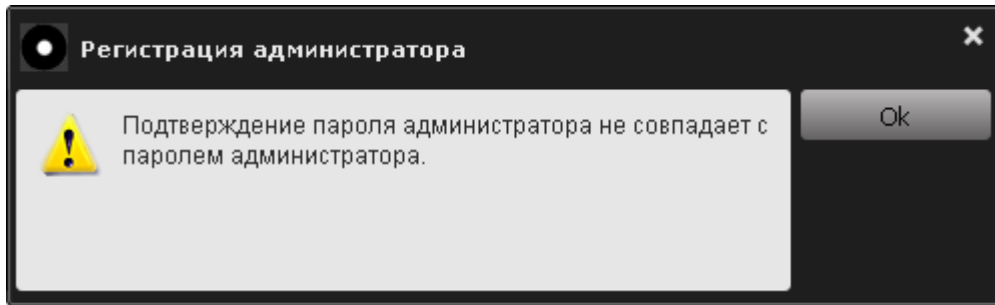 Регистрация администратора
Подтверждение пароля администратора не совпадает с
паролем администратора.
Ok